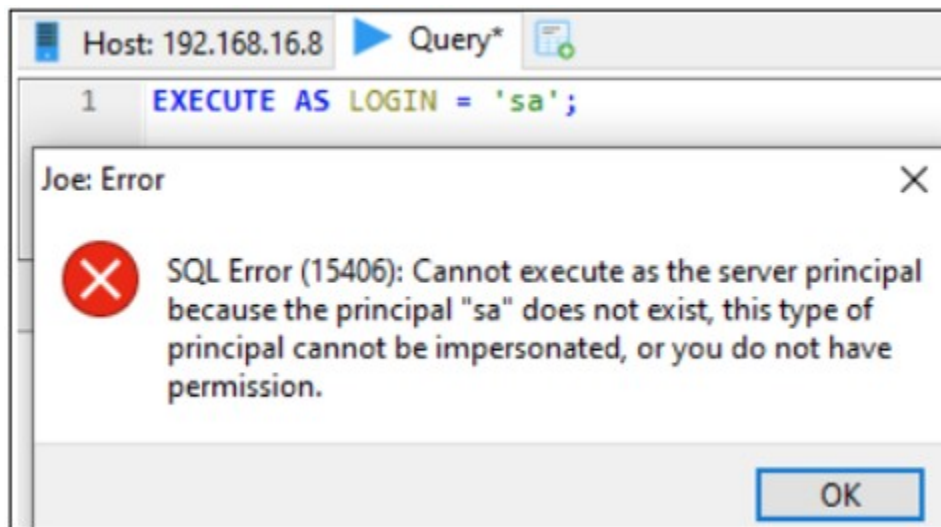 Host: 192.168.16.8 Query*
1 EXECUTE AS LOGIN = 'sa';
Joe: Error
SQL Error (15406): Cannot execute as the server principal
because the principal "sa" does not exist, this type of
principal cannot be impersonated, or you do not have
permission.
OK